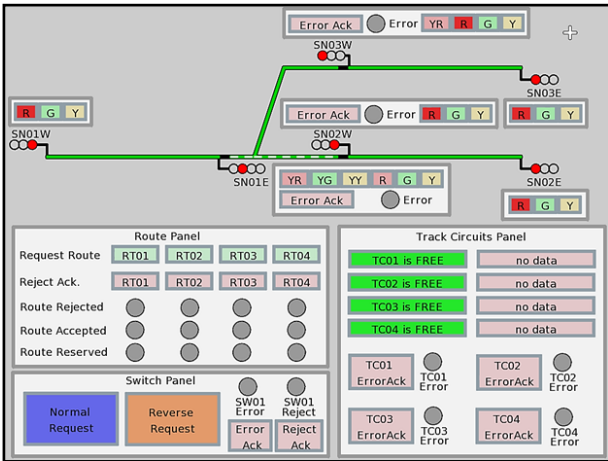 Error Ack Error YR R G Y
SN03W
SN03E
R G Y
SN01W
Error Ack Error R G Y
R G Y
SN02W
SN01E
SN02E
YR YG YY R G Y
Error Ack Error
R G Y
Route Panel
Request Route RT01 RT02 RT03 RT04
Reject Ack. RT01 RT02 RT03 RT04
Route Rejected
Route Accepted
Route Reserved
Switch Panel
Normal
Request
Reverse
Request
SW01
Error
SW01
Reject
Error
Ack
Reject
Ack
Track Circuits Panel
TC01 is FREE no data
TC02 is FREE no data
TC03 is FREE no data
TC04 is FREE no data
TC01
ErrorAck
TC01
Error
TC02
ErrorAck
TC02
Error
TC03
ErrorAck
TC03
Error
TC04
ErrorAck
TC04
Error